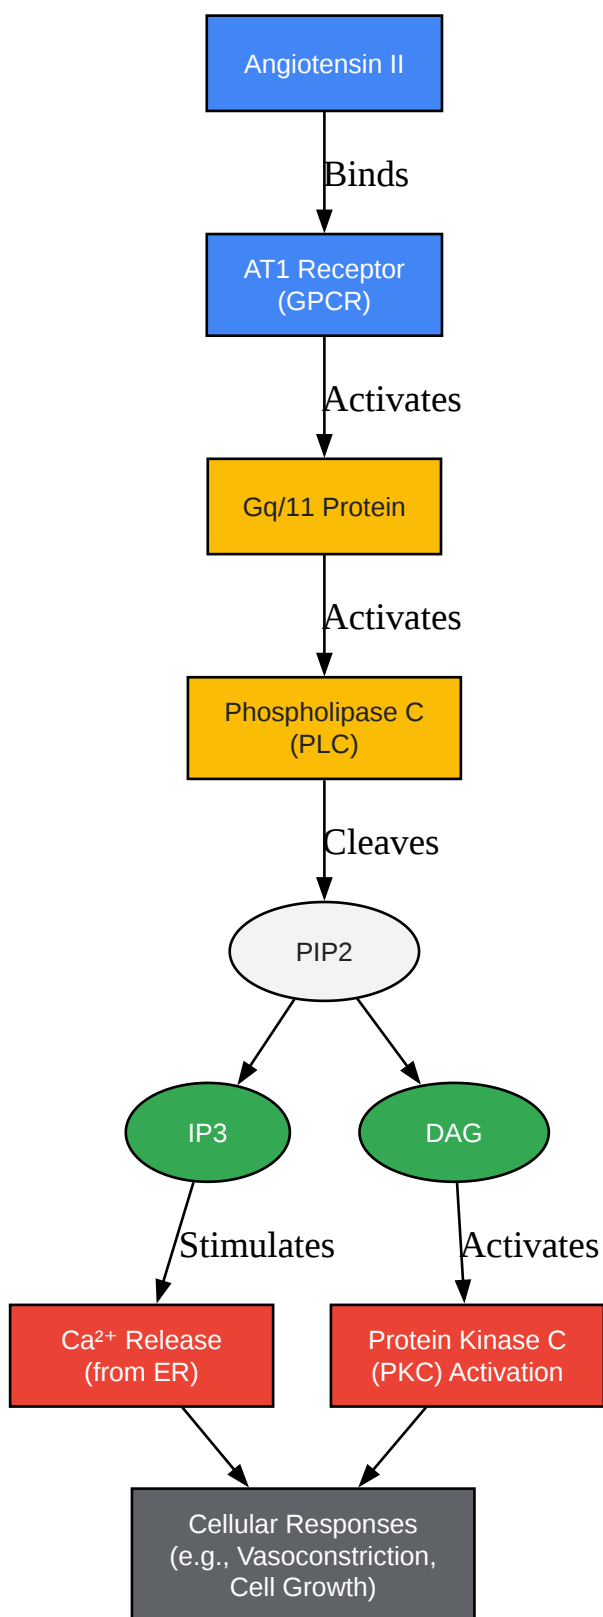 Angiotensin II
Binds
AT1 Receptor
(GPCR)
Activates
Gq/11 Protein
Activates
Phospholipase C
(PLC)
Cleaves
PIP2
IP3
DAG
Stimulates
Activates
Ca²⁺ Release
(from ER)
Protein Kinase C
(PKC) Activation
Cellular Responses
(e.g., Vasoconstriction,
Cell Growth)